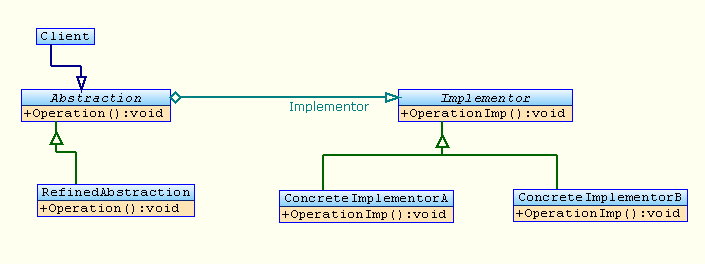 Client
Abstraction
+Operation():void
Implementor
Implementor
+OperationImp():void
RefinedAbstraction
+Operation():void
ConcreteImplementorA
+OperationImp():void
ConcreteImplementorB
+OperationImp():void